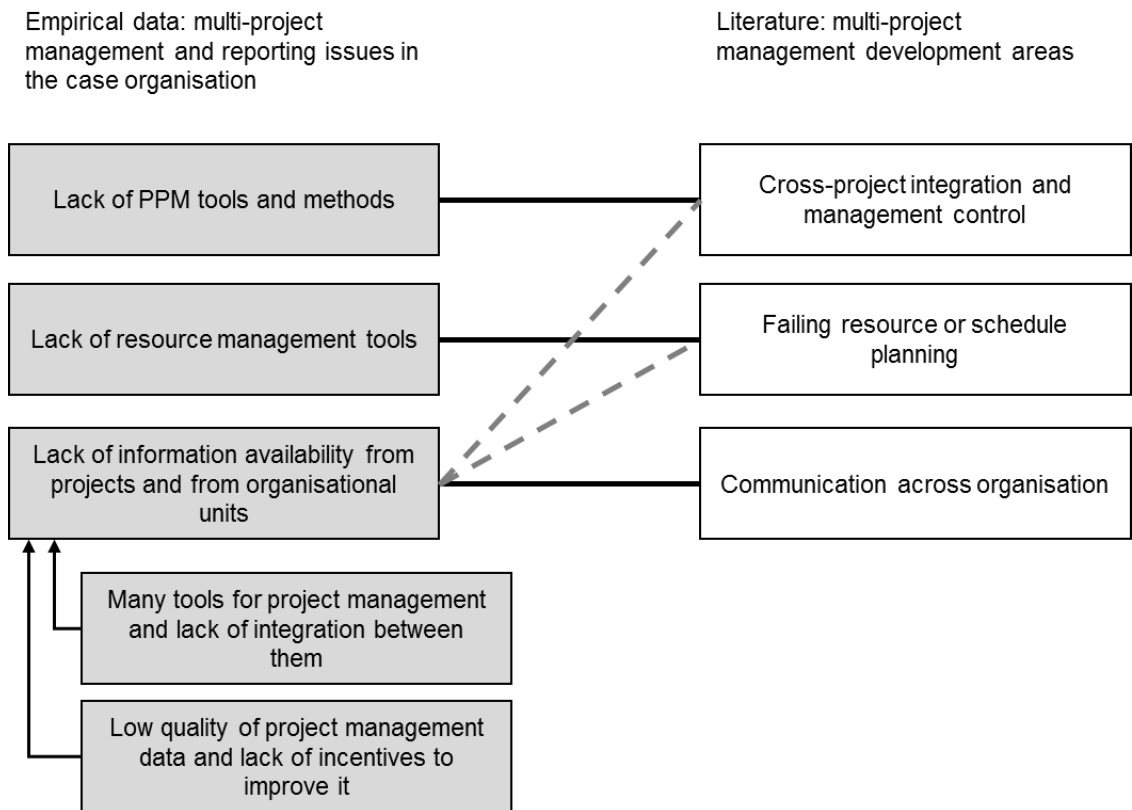 Empirical data: multi-project
management and reporting issues in
the case organisation
Literature: multi-project
management development areas
Lack of PPM tools and methods
Cross-project integration and
management control
Lack of resource management tools
Failing resource or schedule
planning
Lack of information availability from
projects and from organisational
units
Communication across organisation
Many tools for project management
and lack of integration between
them
Low quality of project management
data and lack of incentives to
improve it